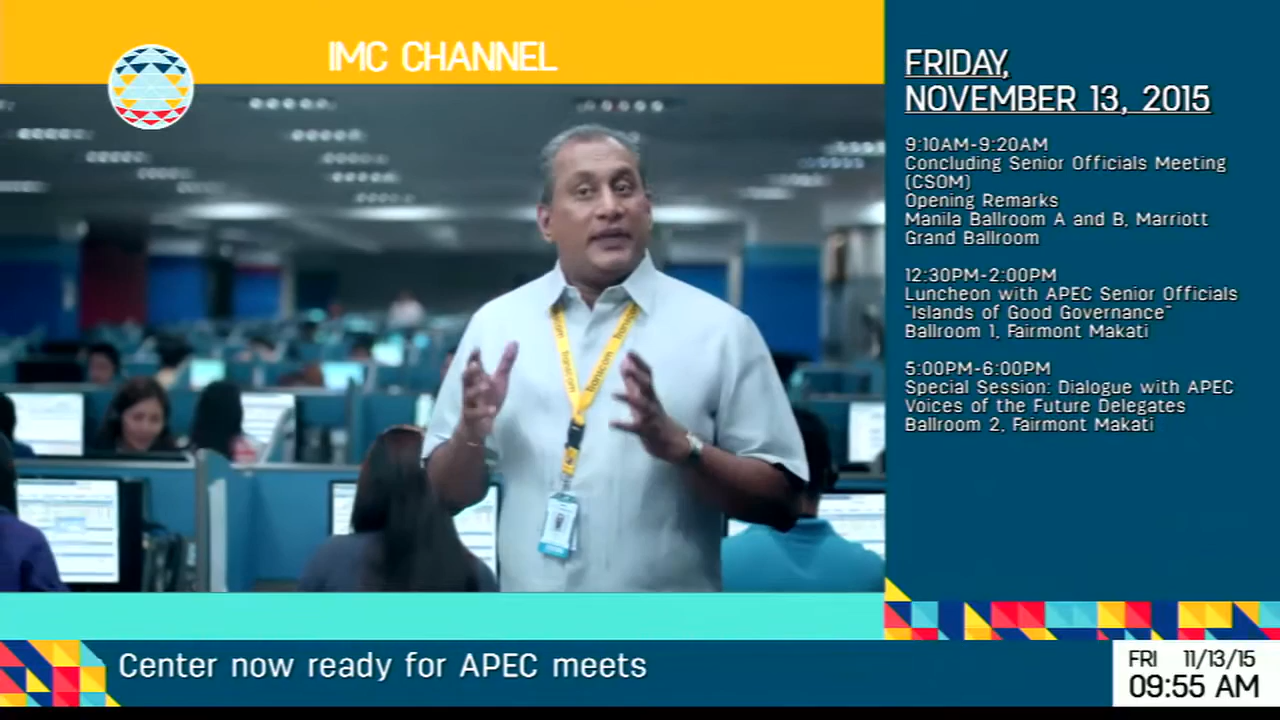 IMC CHANNEL
FRIDAY,
NOVEMBER 13, 2015
9:10AM-9:20AM
Concluding Senior Officials Meeting
(CSOM)
Opening Remarks
Manila Ballroom A and B, Marriott
Grand Ballroom
12:30PM-2:00PM
Luncheon with APEC Senior Officials
"Islands of Good Governance"
Ballroom 1, Fairmont Makati
5:00PM-6:00PM
Special Session: Dialogue with APEC
Voices of the Future Delegates
Ballroom 2, Fairmont Makati
Transcom
Transcom
Center now ready for APEC meets
FRI 11/13/15
09:55 AM